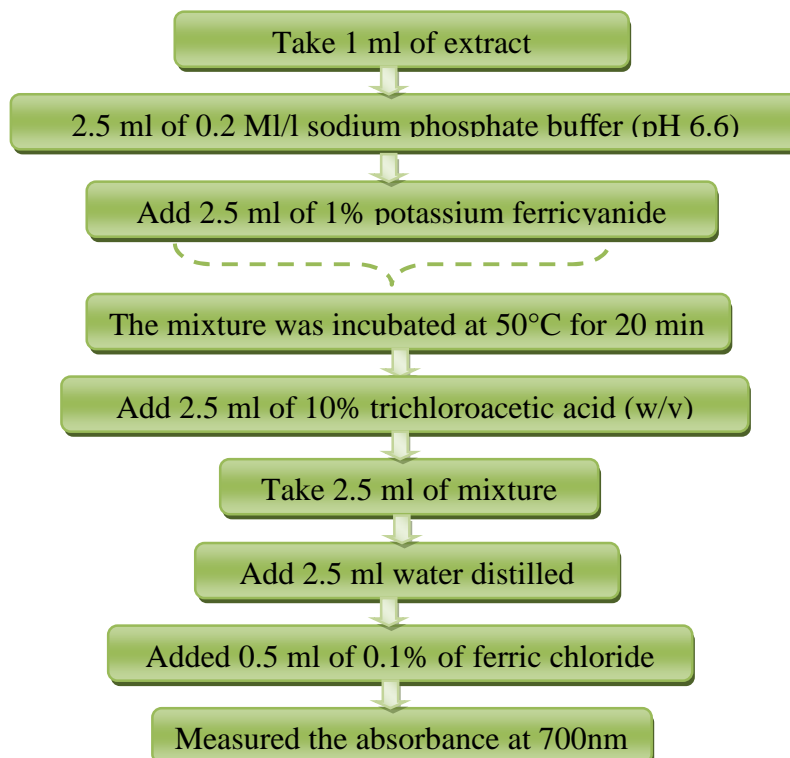 Take 1 ml of extract
2.5 ml of 0.2 Ml/l sodium phosphate buffer (pH 6.6)
Add 2.5 ml of 1% potassium ferricyanide
The mixture was incubated at 50°C for 20 min
Add 2.5 ml of 10% trichloroacetic acid (w/v)
Take 2.5 ml of mixture
Add 2.5 ml water distilled
Added 0.5 ml of 0.1% of ferric chloride
Measured the absorbance at 700nm